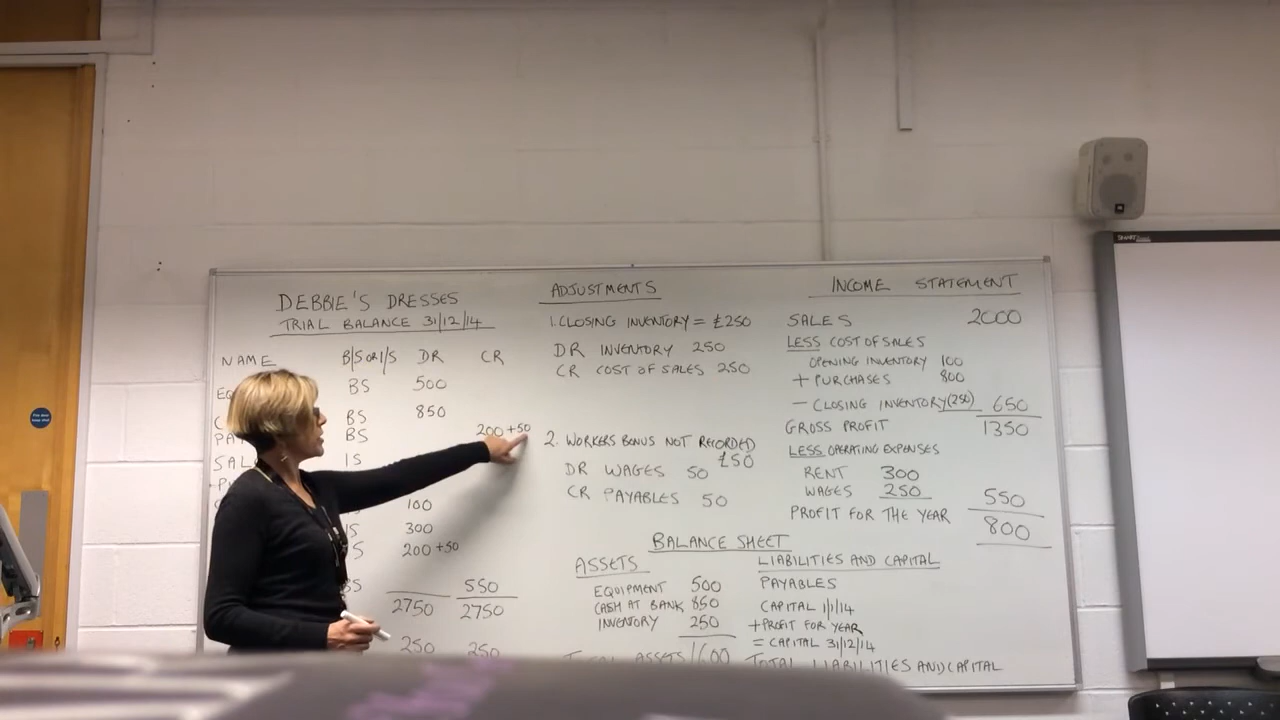 DEBBIE'S DRESSES
TRIAL BALANCE 31/12/14
NAME B/S OR I/S DR CR
BS 500
BS 850
BS 200 +50
SAL IS
100
IS 300
S 200 +50
BS 550
2750 2750
250 250
ADJUSTMENTS
1. CLOSING INVENTORY = £250
DR INVENTORY 250
CR COST OF SALES 250
2. WORKERS BONUS NOT RECORDED
£50
DR WAGES 50
CR PAYABLES 50
INCOME STATEMENT
SALES 2000
LESS COST OF SALES
OPENING INVENTORY 100
+ PURCHASES 800
- CLOSING INVENTORY (250) 650
GROSS PROFIT 1350
LESS OPERATING EXPENSES
RENT 300
WAGES 250 550
PROFIT FOR THE YEAR 800
BALANCE SHEET
ASSETS
EQUIPMENT 500
CASH AT BANK 850
INVENTORY 250
TOTAL ASSETS 1600
LIABILITIES AND CAPITAL
PAYABLES
CAPITAL 1/1/14
+ PROFIT FOR YEAR
= CAPITAL 31/12/14
TOTAL LIABILITIES AND CAPITAL
SMART